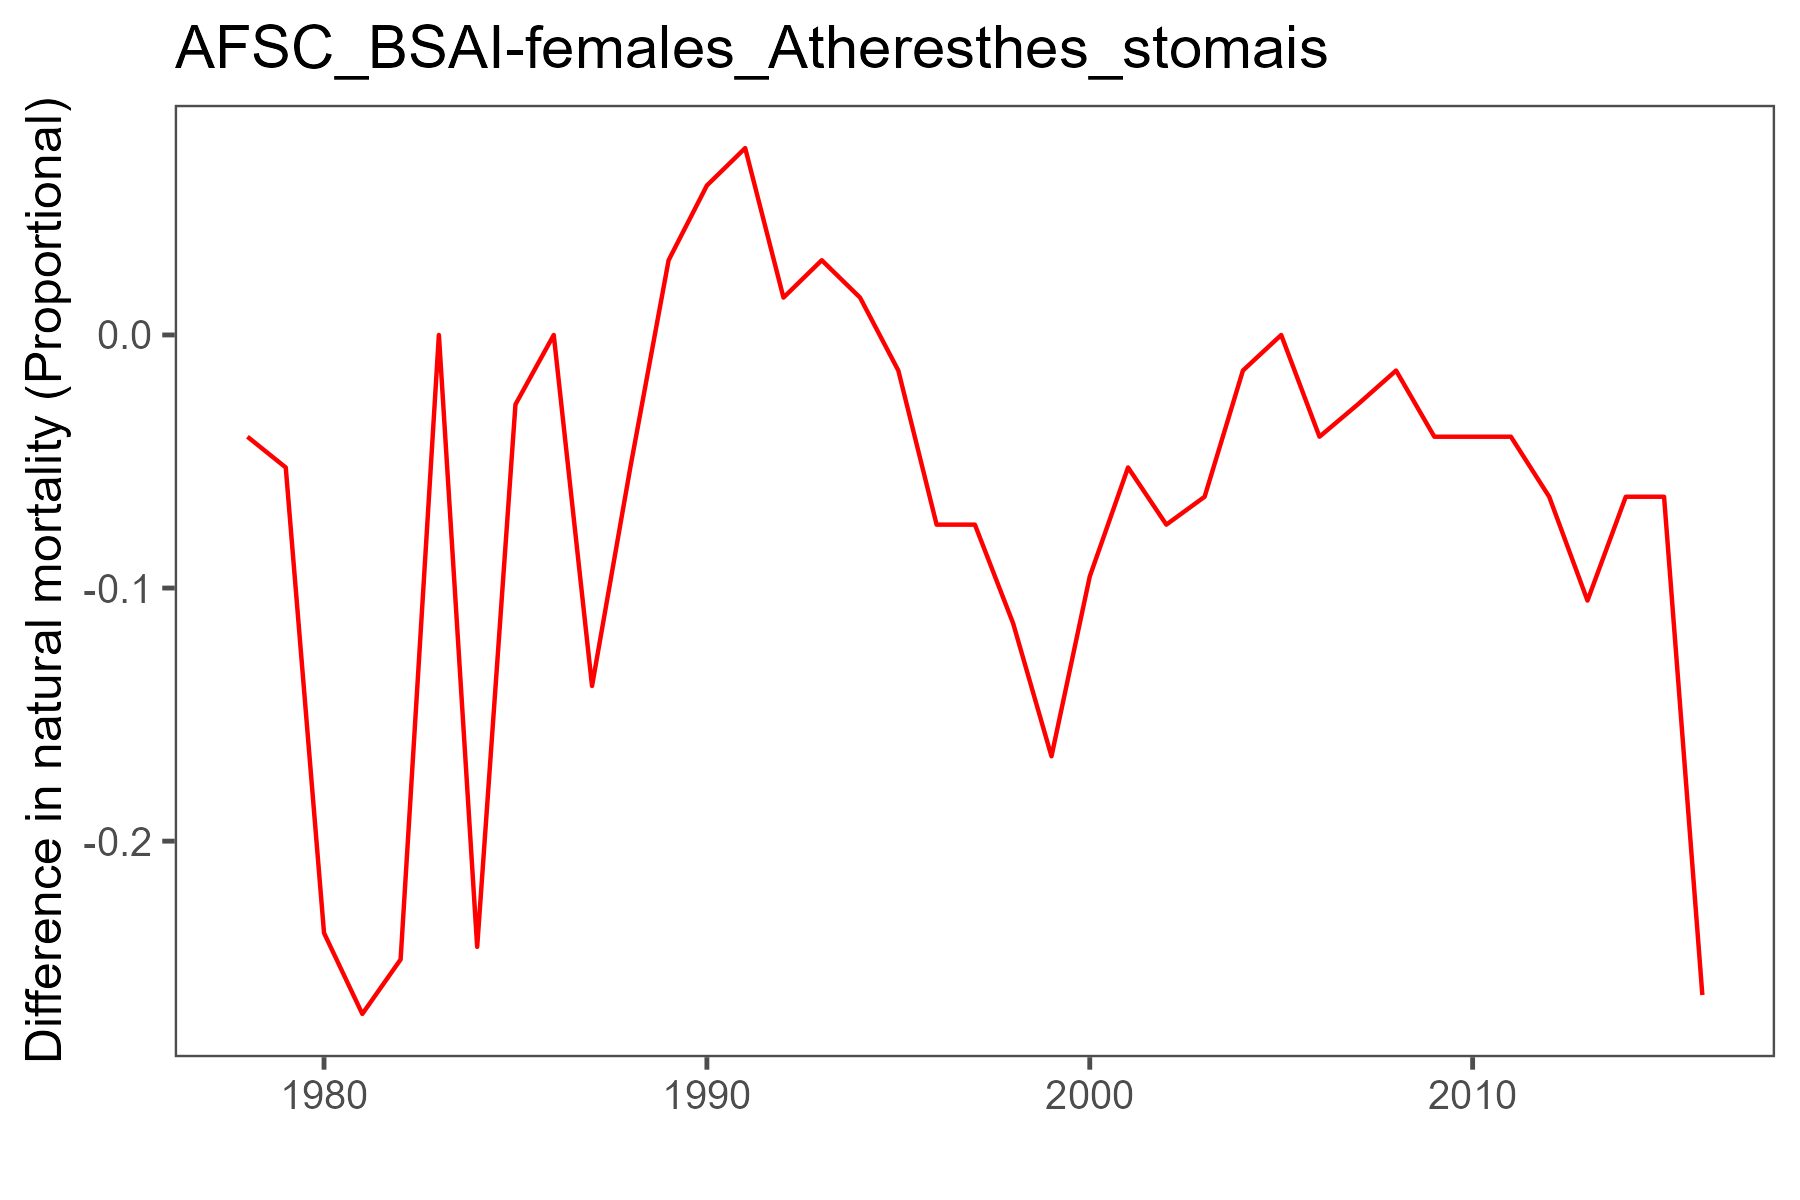 AFSC_BSAI-females_Atheresthes_stomais
Difference in natural mortality (Proportional)
0.0
-0.1
-0.2
1980 1990 2000 2010